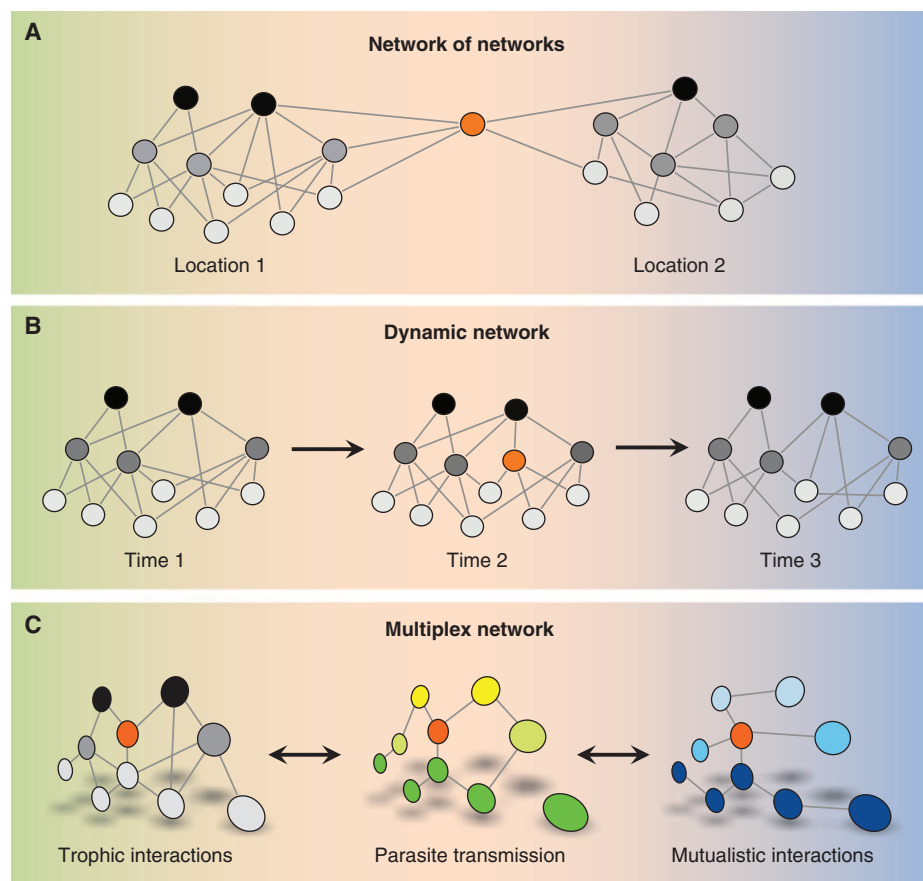 A
Network of networks
Location 1
Location 2
B
Dynamic network
Time 1
Time 2
Time 3
C
Multiplex network
Trophic interactions
Parasite transmission
Mutualistic interactions